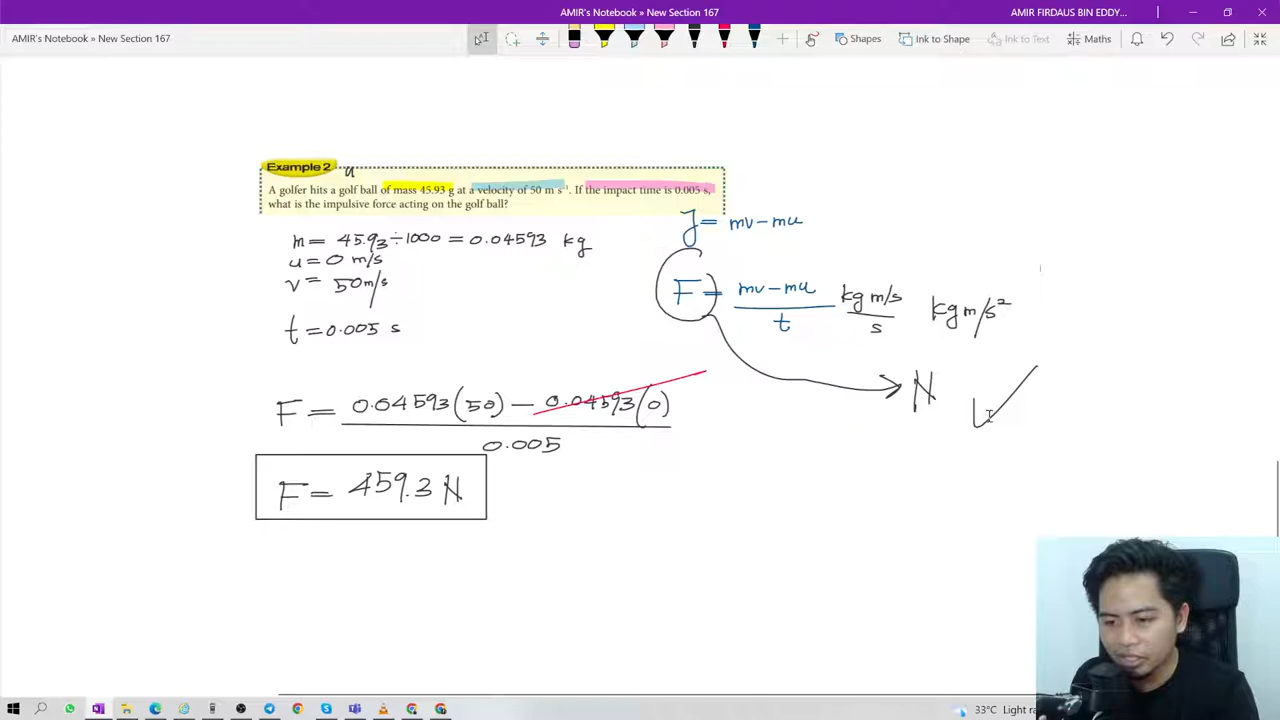 AMIR's Notebook » New Section 167
AMIR FIRDAUS BIN EDDY...
AMIR's Notebook » New Section 167
Shapes
Ink to Shape
Ink to Text
Maths
Example 2
u
A golfer hits a golf ball of mass 45.93 g at a velocity of 50 m s⁻¹. If the impact time is 0.005 s,
what is the impulsive force acting on the golf ball?
m = 45.93 ÷ 1000 = 0.04593 kg
u = 0 m/s
v = 50 m/s
t = 0.005 s
J = mv - mu
F = mv - mu / t
kg m/s / s
kg m/s²
N
F = 0.04593(50) - 0.04593(0) / 0.005
F = 459.3 N
33°C Light ra